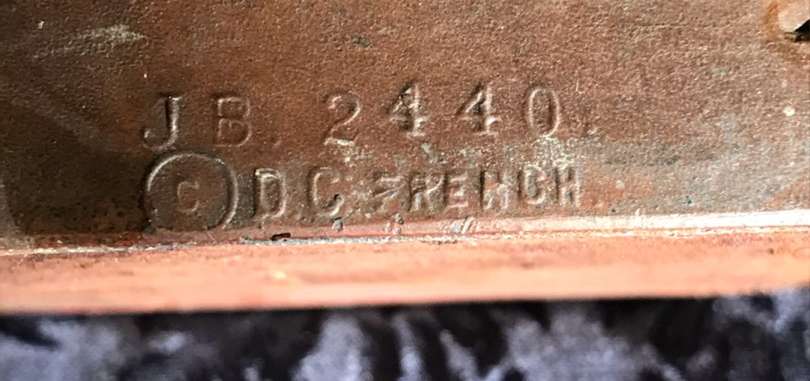 JB. 2440.
© D.C FRENCH